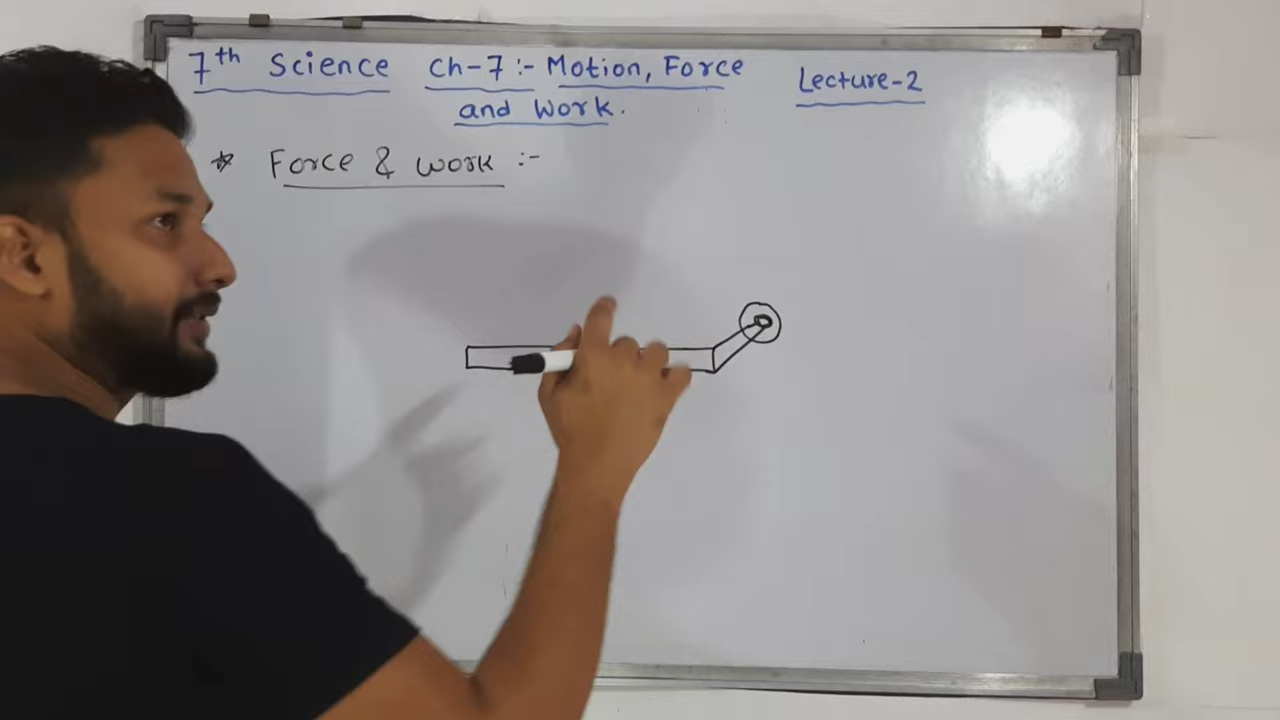 7th Science Ch-7:- Motion, Force Lecture-2
and Work.
* Force & work :-